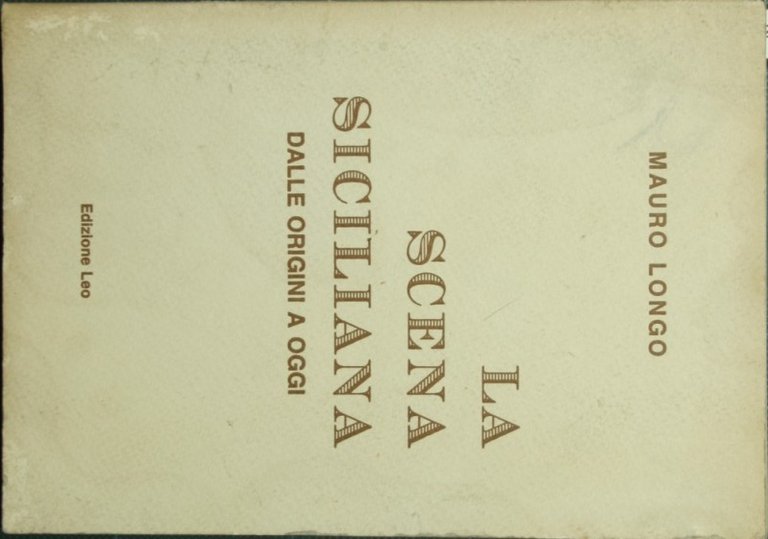 MAURO LONGO
LA
SCENA
SICILIANA
DALLE ORIGINI A OGGI
Edizione Leo